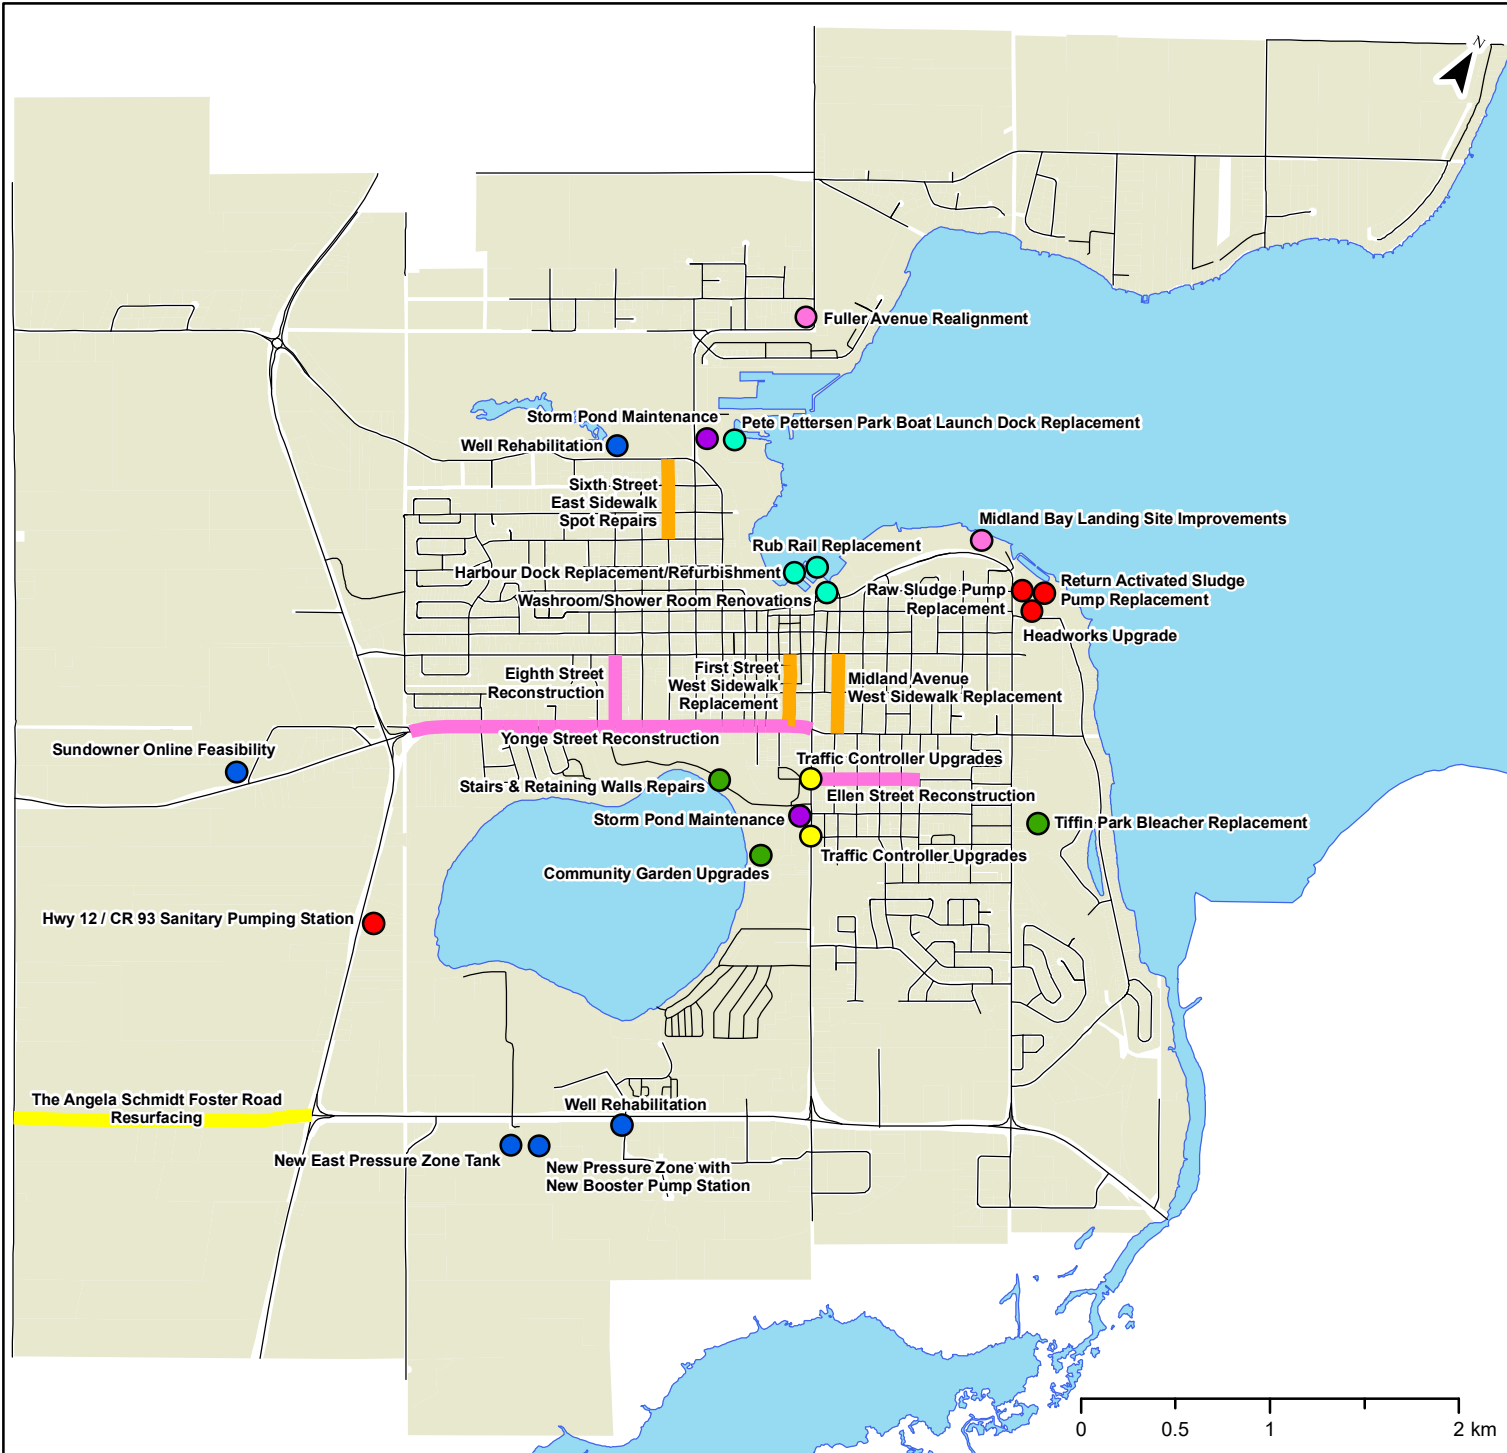 N
Fuller Avenue Realignment
Storm Pond Maintenance
Pete Pettersen Park Boat Launch Dock Replacement
Well Rehabilitation
Sixth Street
East Sidewalk
Spot Repairs
Midland Bay Landing Site Improvements
Rub Rail Replacement
Harbour Dock Replacement/Refurbishment
Washroom/Shower Room Renovations
Raw Sludge Pump
Replacement
Return Activated Sludge
Pump Replacement
Headworks Upgrade
Eighth Street
Reconstruction
First Street
West Sidewalk
Replacement
Midland Avenue
West Sidewalk Replacement
Yonge Street Reconstruction
Sundowner Online Feasibility
Traffic Controller Upgrades
Stairs & Retaining Walls Repairs
Ellen Street Reconstruction
Storm Pond Maintenance
Tiffin Park Bleacher Replacement
Traffic Controller Upgrades
Community Garden Upgrades
Hwy 12 / CR 93 Sanitary Pumping Station
The Angela Schmidt Foster Road
Resurfacing
Well Rehabilitation
New East Pressure Zone Tank
New Pressure Zone with
New Booster Pump Station
0 0.5 1 2 km